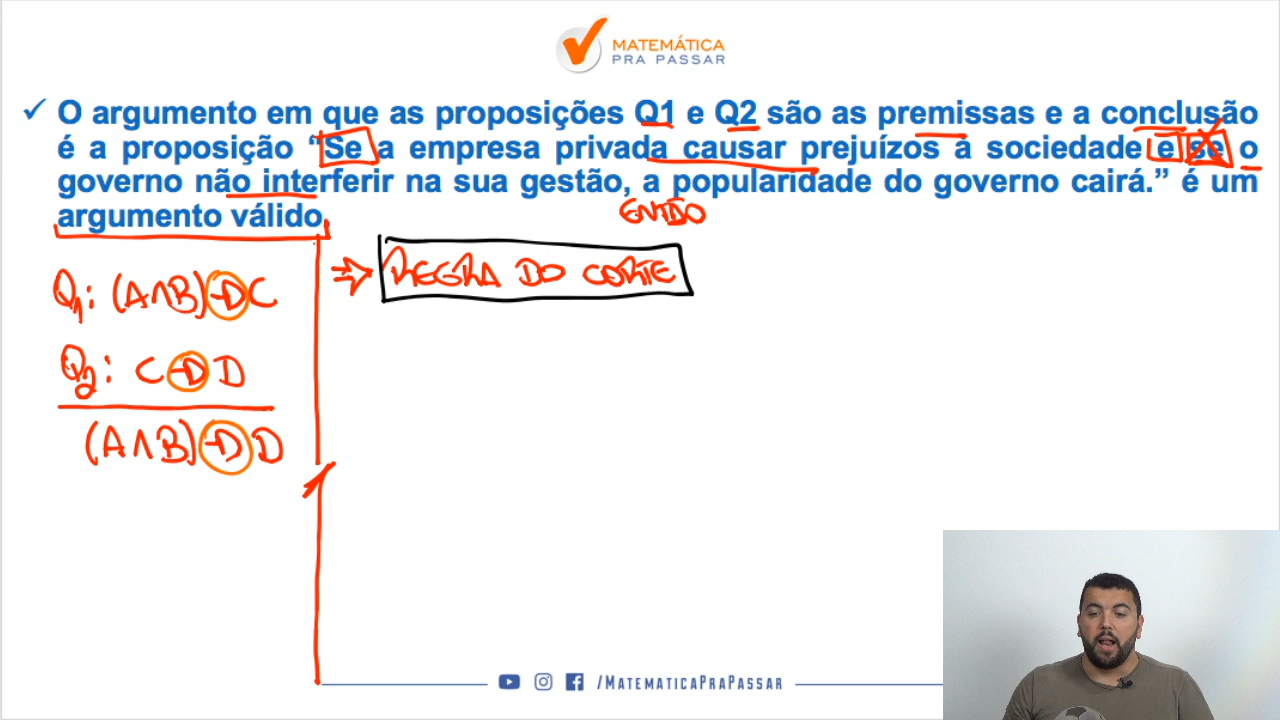 MATEMÁTICA
PRA PASSAR
✓ O argumento em que as proposições Q1 e Q2 são as premissas e a conclusão
é a proposição “Se a empresa privada causar prejuízos à sociedade e se o
governo não interferir na sua gestão, a popularidade do governo cairá.” é um
argumento válido.
ENTÃO
⇒ REGRA DO CORTE
Q1: (A∧B)→C
Q2: C→D
(A∧B)→D
/MATEMATICAPRAPASSAR